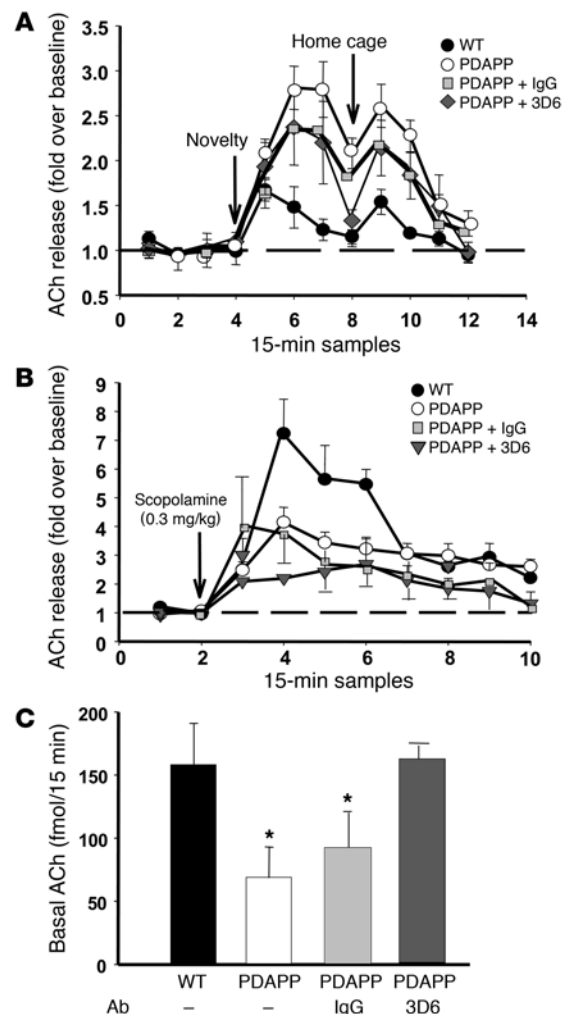 A
ACh release (fold over baseline)
3.5
3.0
2.5
2.0
1.5
1.0
0.5
Novelty
Home cage
WT
PDAPP
PDAPP + IgG
PDAPP + 3D6
0 2 4 6 8 10 12 14
15-min samples
B
ACh release (fold over baseline)
9
8
7
6
5
4
3
2
1
0
Scopolamine
(0.3 mg/kg)
WT
PDAPP
PDAPP + IgG
PDAPP + 3D6
0 2 4 6 8 10
15-min samples
C
Basal ACh (fmol/15 min)
200
150
100
50
0
* *
WT PDAPP PDAPP PDAPP
Ab – – IgG 3D6